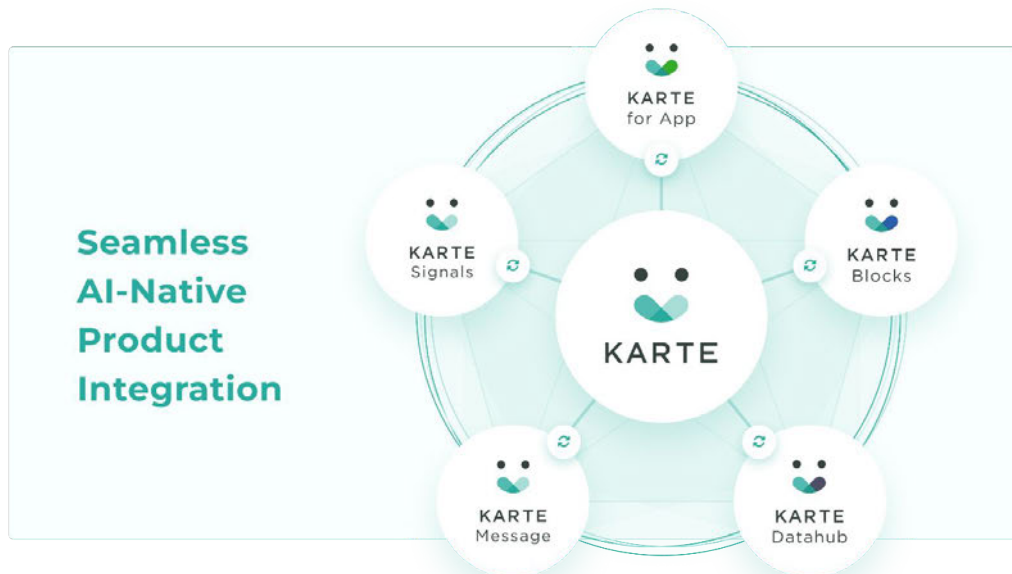 Seamless
AI-Native
Product
Integration
KARTE
for App
KARTE
Signals
KARTE
Blocks
KARTE
KARTE
Message
KARTE
Datahub